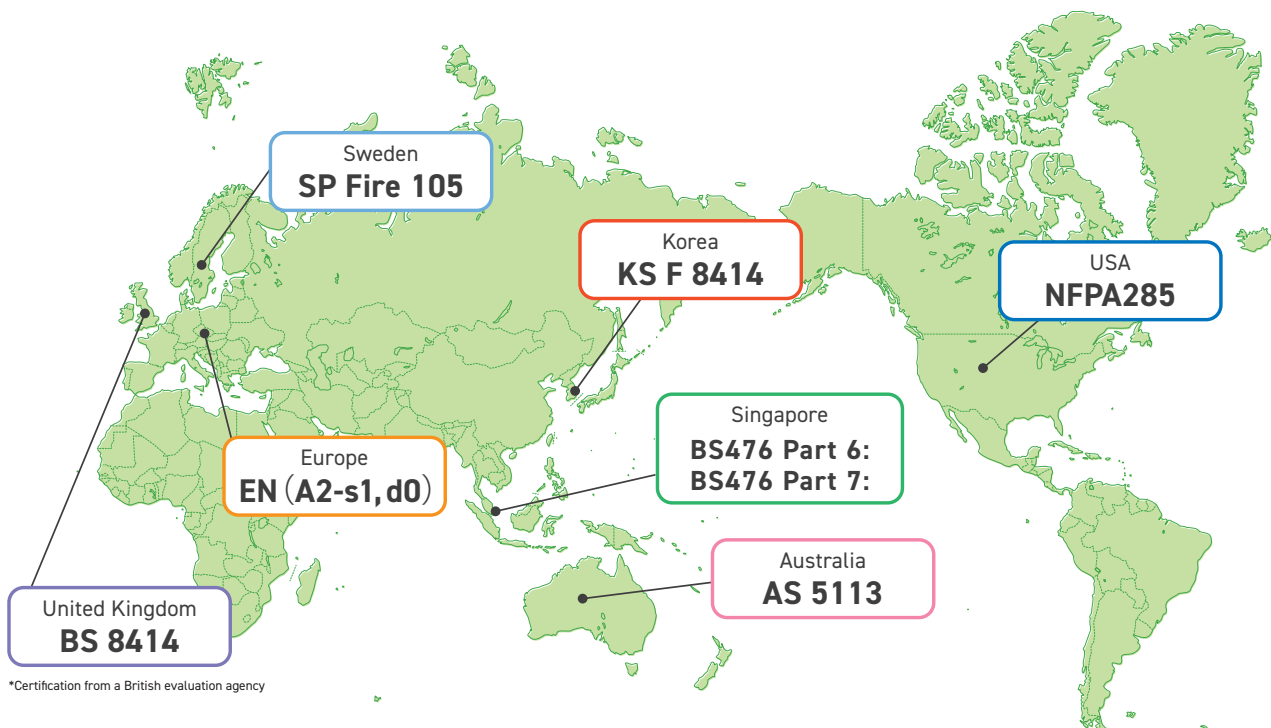 Sweden
SP Fire 105
Korea
KS F 8414
USA
NFPA285
Singapore
BS476 Part 6:
BS476 Part 7:
Europe
EN（A2-s1, d0）
Australia
AS 5113
United Kingdom
BS 8414
*Certification from a British evaluation agency